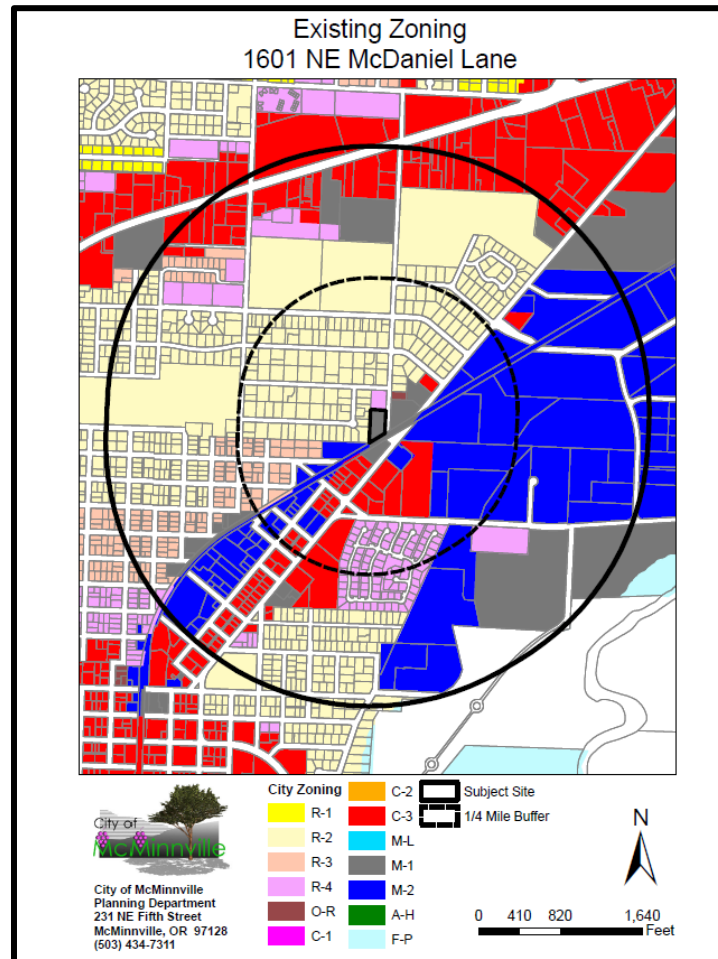 Existing Zoning
1601 NE McDaniel Lane
City of
McMinnville
City of McMinnville
Planning Department
231 NE Fifth Street
McMinnville, OR 97128
(503) 434-7311
City Zoning
R-1
R-2
R-3
R-4
O-R
C-1
C-2
C-3
M-L
M-1
M-2
A-H
F-P
Subject Site
1/4 Mile Buffer
N
0 410 820 1,640
Feet